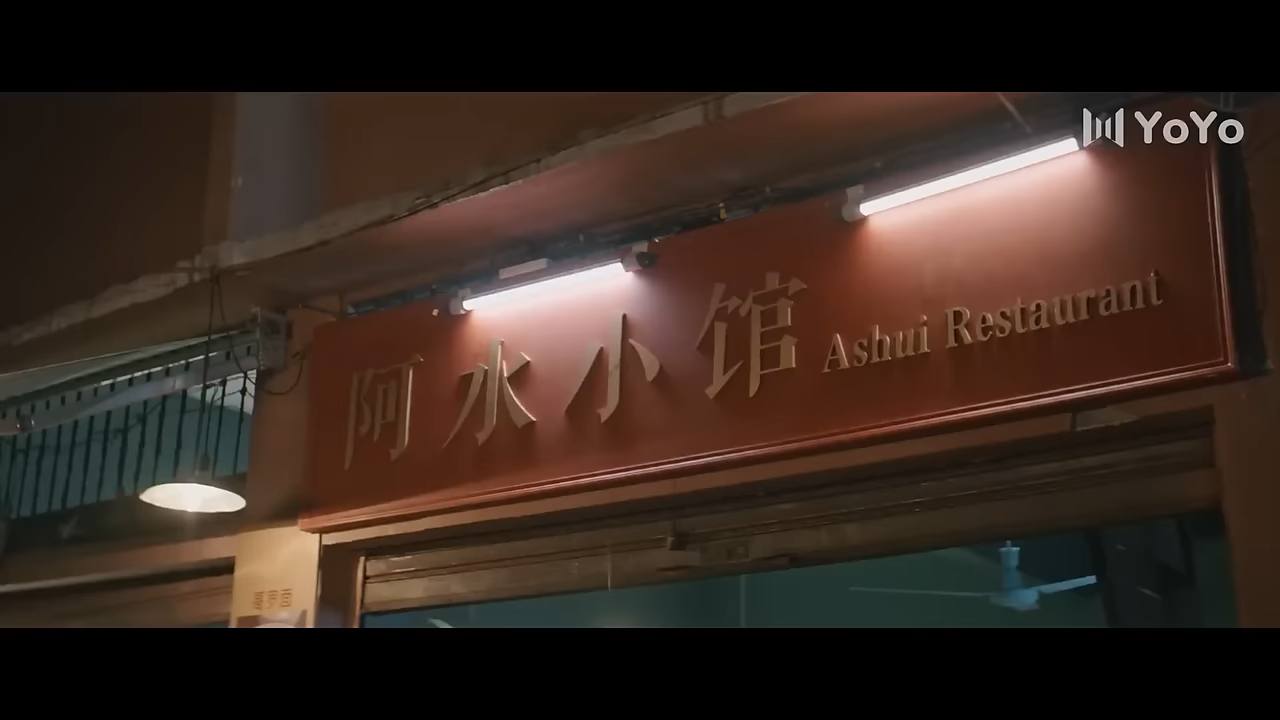 YoYo
阿水小馆 Ashui Restaurant